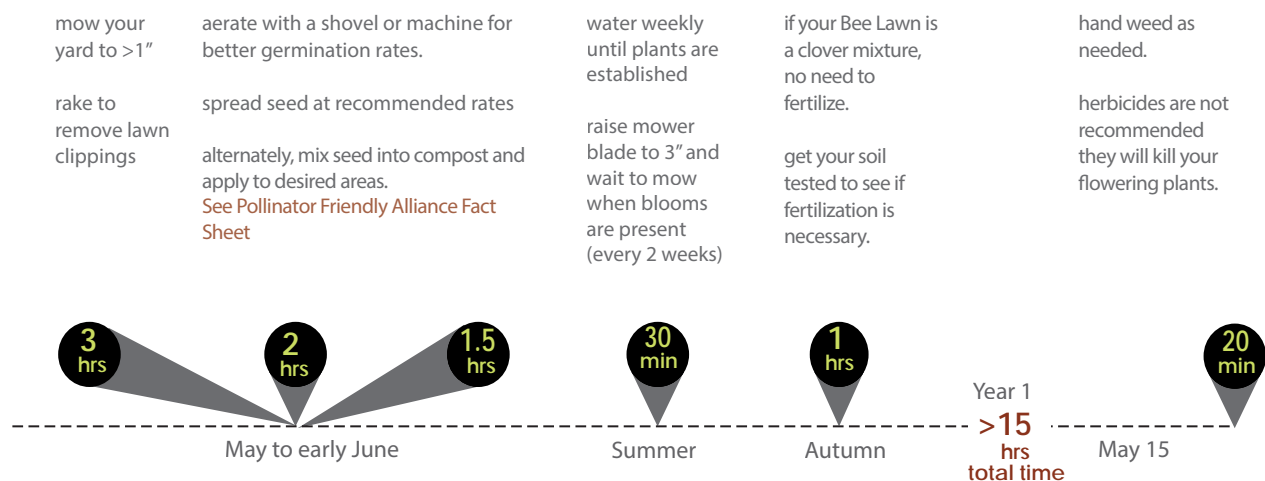 mow your
yard to >1”
rake to
remove lawn
clippings
aerate with a shovel or machine for
better germination rates.
spread seed at recommended rates
alternately, mix seed into compost and
apply to desired areas.
See Pollinator Friendly Alliance Fact
Sheet
water weekly
until plants are
established
raise mower
blade to 3” and
wait to mow
when blooms
are present
(every 2 weeks)
if your Bee Lawn is
a clover mixture,
no need to
fertilize.
get your soil
tested to see if
fertilization is
necessary.
hand weed as
needed.
herbicides are not
recommended
they will kill your
flowering plants.
3
hrs
2
hrs
1.5
hrs
30
min
1
hrs
20
min
May to early June
Summer
Autumn
Year 1
>15
hrs
total time
May 15